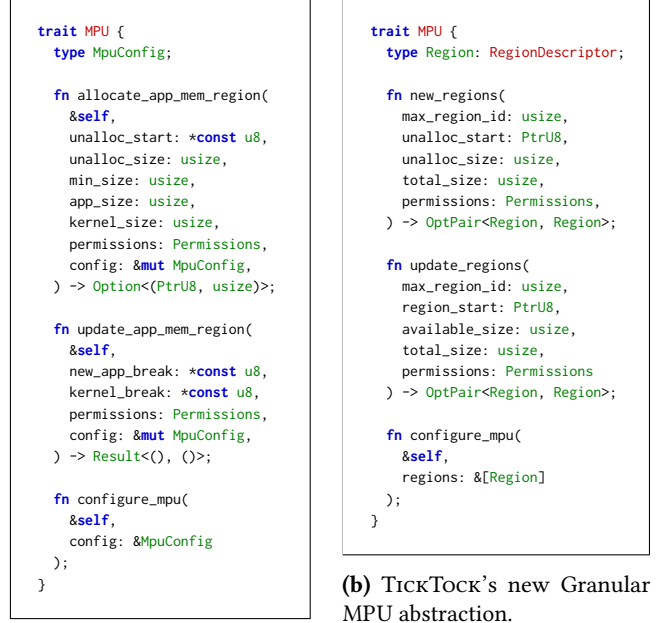 trait MPU {
  type MpuConfig;

  fn allocate_app_mem_region(
    &self,
    unalloc_start: *const u8,
    unalloc_size: usize,
    min_size: usize,
    app_size: usize,
    kernel_size: usize,
    permissions: Permissions,
    config: &mut MpuConfig,
  ) -> Option<(PtrU8, usize)>;

  fn update_app_mem_region(
    &self,
    new_app_break: *const u8,
    kernel_break: *const u8,
    permissions: Permissions,
    config: &mut MpuConfig,
  ) -> Result<(), ()>;

  fn configure_mpu(
    &self,
    config: &MpuConfig
  );
}

trait MPU {
  type Region: RegionDescriptor;

  fn new_regions(
    max_region_id: usize,
    unalloc_start: PtrU8,
    unalloc_size: usize,
    total_size: usize,
    permissions: Permissions,
  ) -> OptPair<Region, Region>;

  fn update_regions(
    max_region_id: usize,
    region_start: PtrU8,
    available_size: usize,
    total_size: usize,
    permissions: Permissions
  ) -> OptPair<Region, Region>;

  fn configure_mpu(
    &self,
    regions: &[Region]
  );
}

(b) TickTock's new Granular
MPU abstraction.